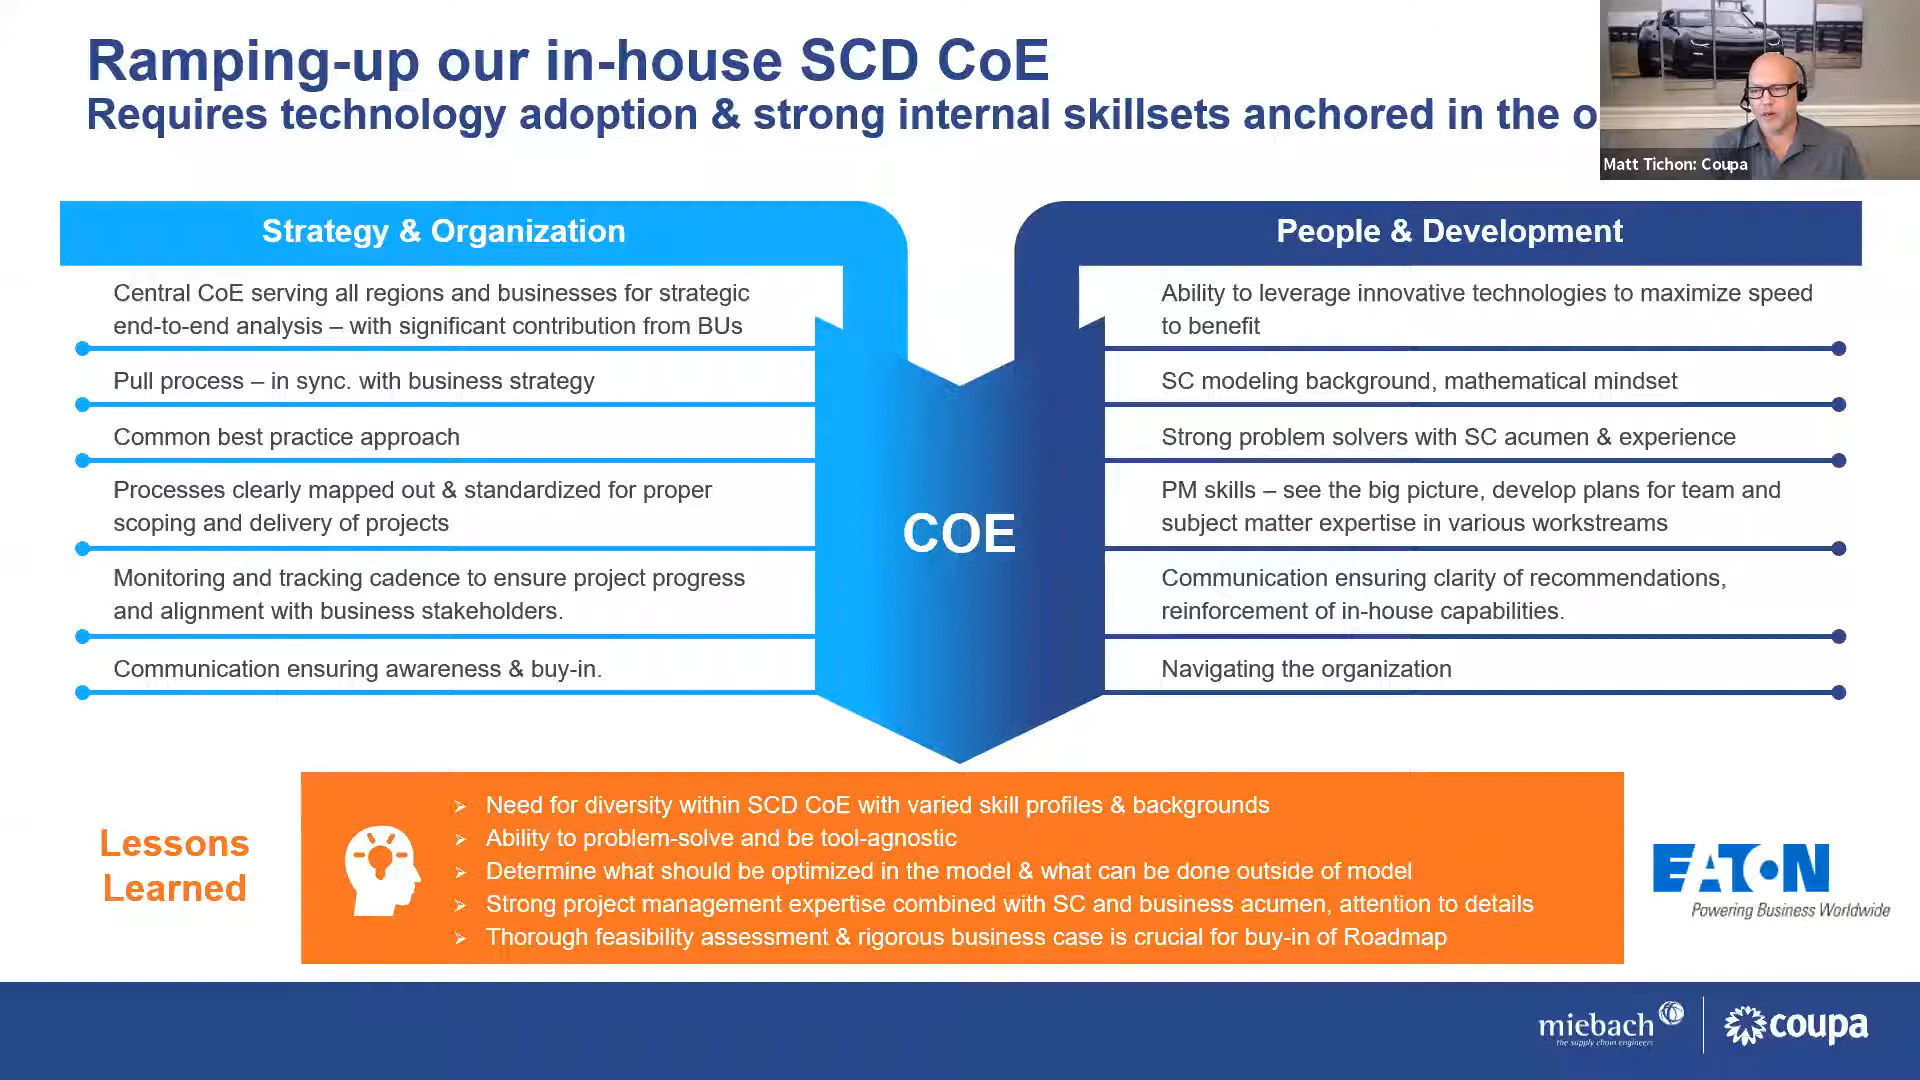 Ramping-up our in-house SCD CoE
Requires technology adoption & strong internal skillsets anchored in the o
Matt Tichon: Coupa
Strategy & Organization
Central CoE serving all regions and businesses for strategic
end-to-end analysis – with significant contribution from BUs
Pull process – in sync. with business strategy
Common best practice approach
Processes clearly mapped out & standardized for proper
scoping and delivery of projects
Monitoring and tracking cadence to ensure project progress
and alignment with business stakeholders.
Communication ensuring awareness & buy-in.
COE
People & Development
Ability to leverage innovative technologies to maximize speed
to benefit
SC modeling background, mathematical mindset
Strong problem solvers with SC acumen & experience
PM skills – see the big picture, develop plans for team and
subject matter expertise in various workstreams
Communication ensuring clarity of recommendations,
reinforcement of in-house capabilities.
Navigating the organization
Lessons
Learned
Need for diversity within SCD CoE with varied skill profiles & backgrounds
Ability to problem-solve and be tool-agnostic
Determine what should be optimized in the model & what can be done outside of model
Strong project management expertise combined with SC and business acumen, attention to details
Thorough feasibility assessment & rigorous business case is crucial for buy-in of Roadmap
EATON
Powering Business Worldwide
miebach
the supply chain engineers
coupa